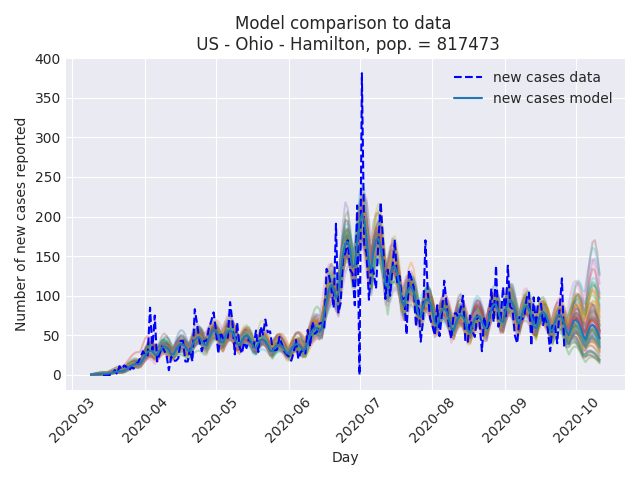 Model comparison to data
US - Ohio - Hamilton, pop. = 817473
new cases data
new cases model
Number of new cases reported
400
350
300
250
200
150
100
50
0
2020-03
2020-04
2020-05
2020-06
2020-07
2020-08
2020-09
2020-10
Day